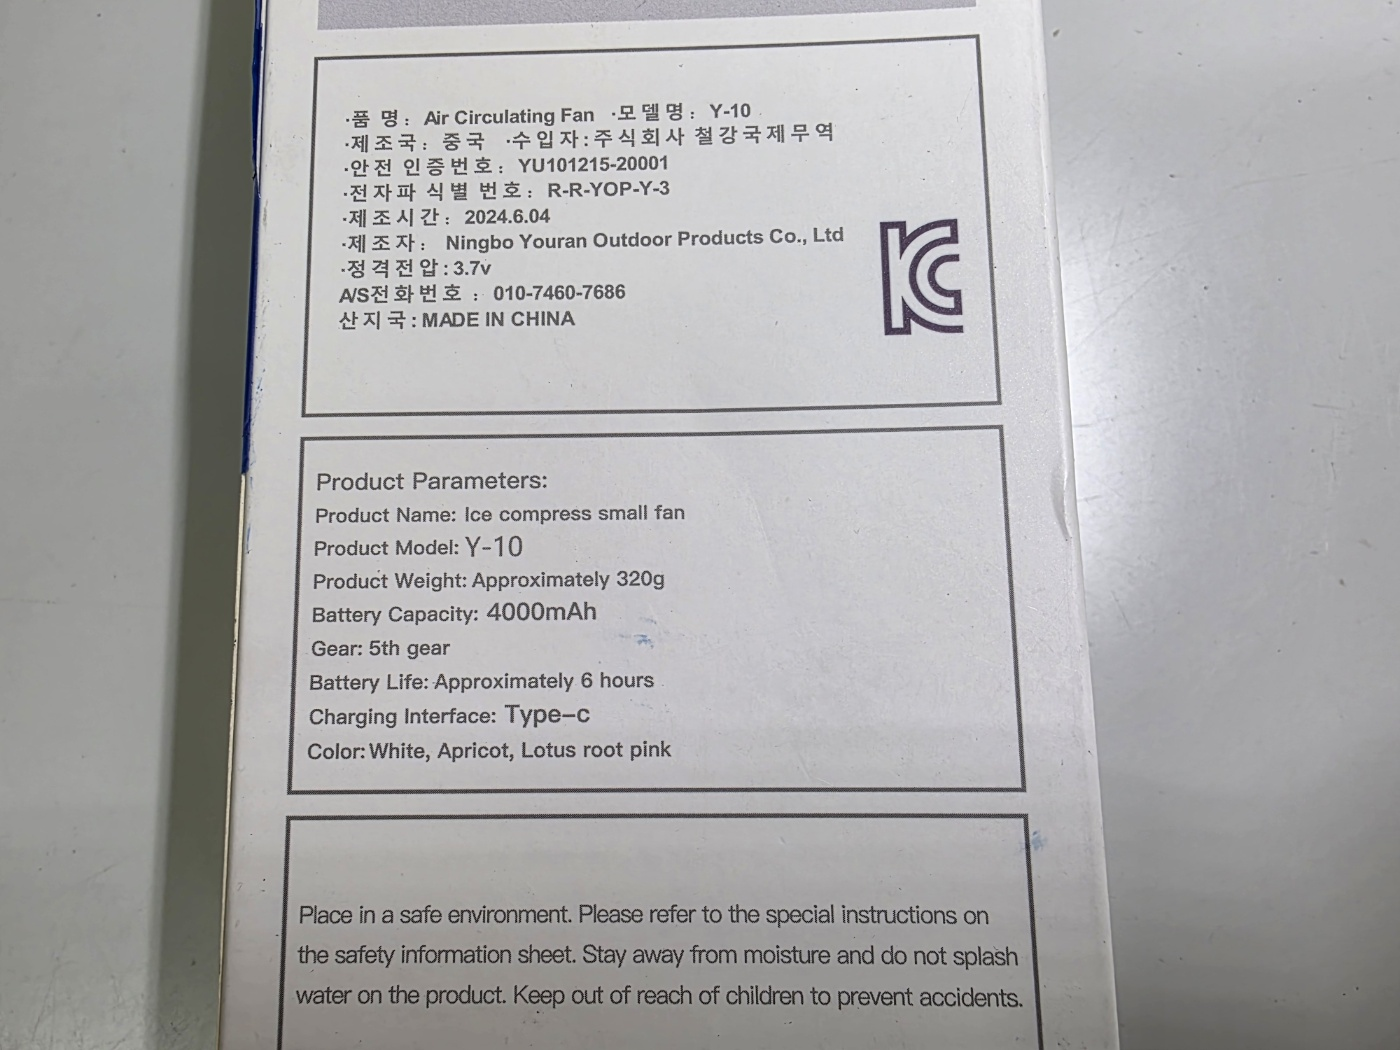 ·품 명 : Air Circulating Fan ·모델명 : Y-10
·제조국 : 중국 ·수입자 : 주식회사 철강국제무역
·안전 인증번호 : YU101215-20001
·전자파 식별 번호 : R-R-YOP-Y-3
·제조시간 : 2024.6.04
·제조자 : Ningbo Youran Outdoor Products Co., Ltd
·정격전압 : 3.7v
A/S전화번호 : 010-7460-7686
산지국 : MADE IN CHINA
KC
Product Parameters:
Product Name: Ice compress small fan
Product Model: Y-10
Product Weight: Approximately 320g
Battery Capacity: 4000mAh
Gear: 5th gear
Battery Life: Approximately 6 hours
Charging Interface: Type-c
Color: White, Apricot, Lotus root pink
Place in a safe environment. Please refer to the special instructions on
the safety information sheet. Stay away from moisture and do not splash
water on the product. Keep out of reach of children to prevent accidents.